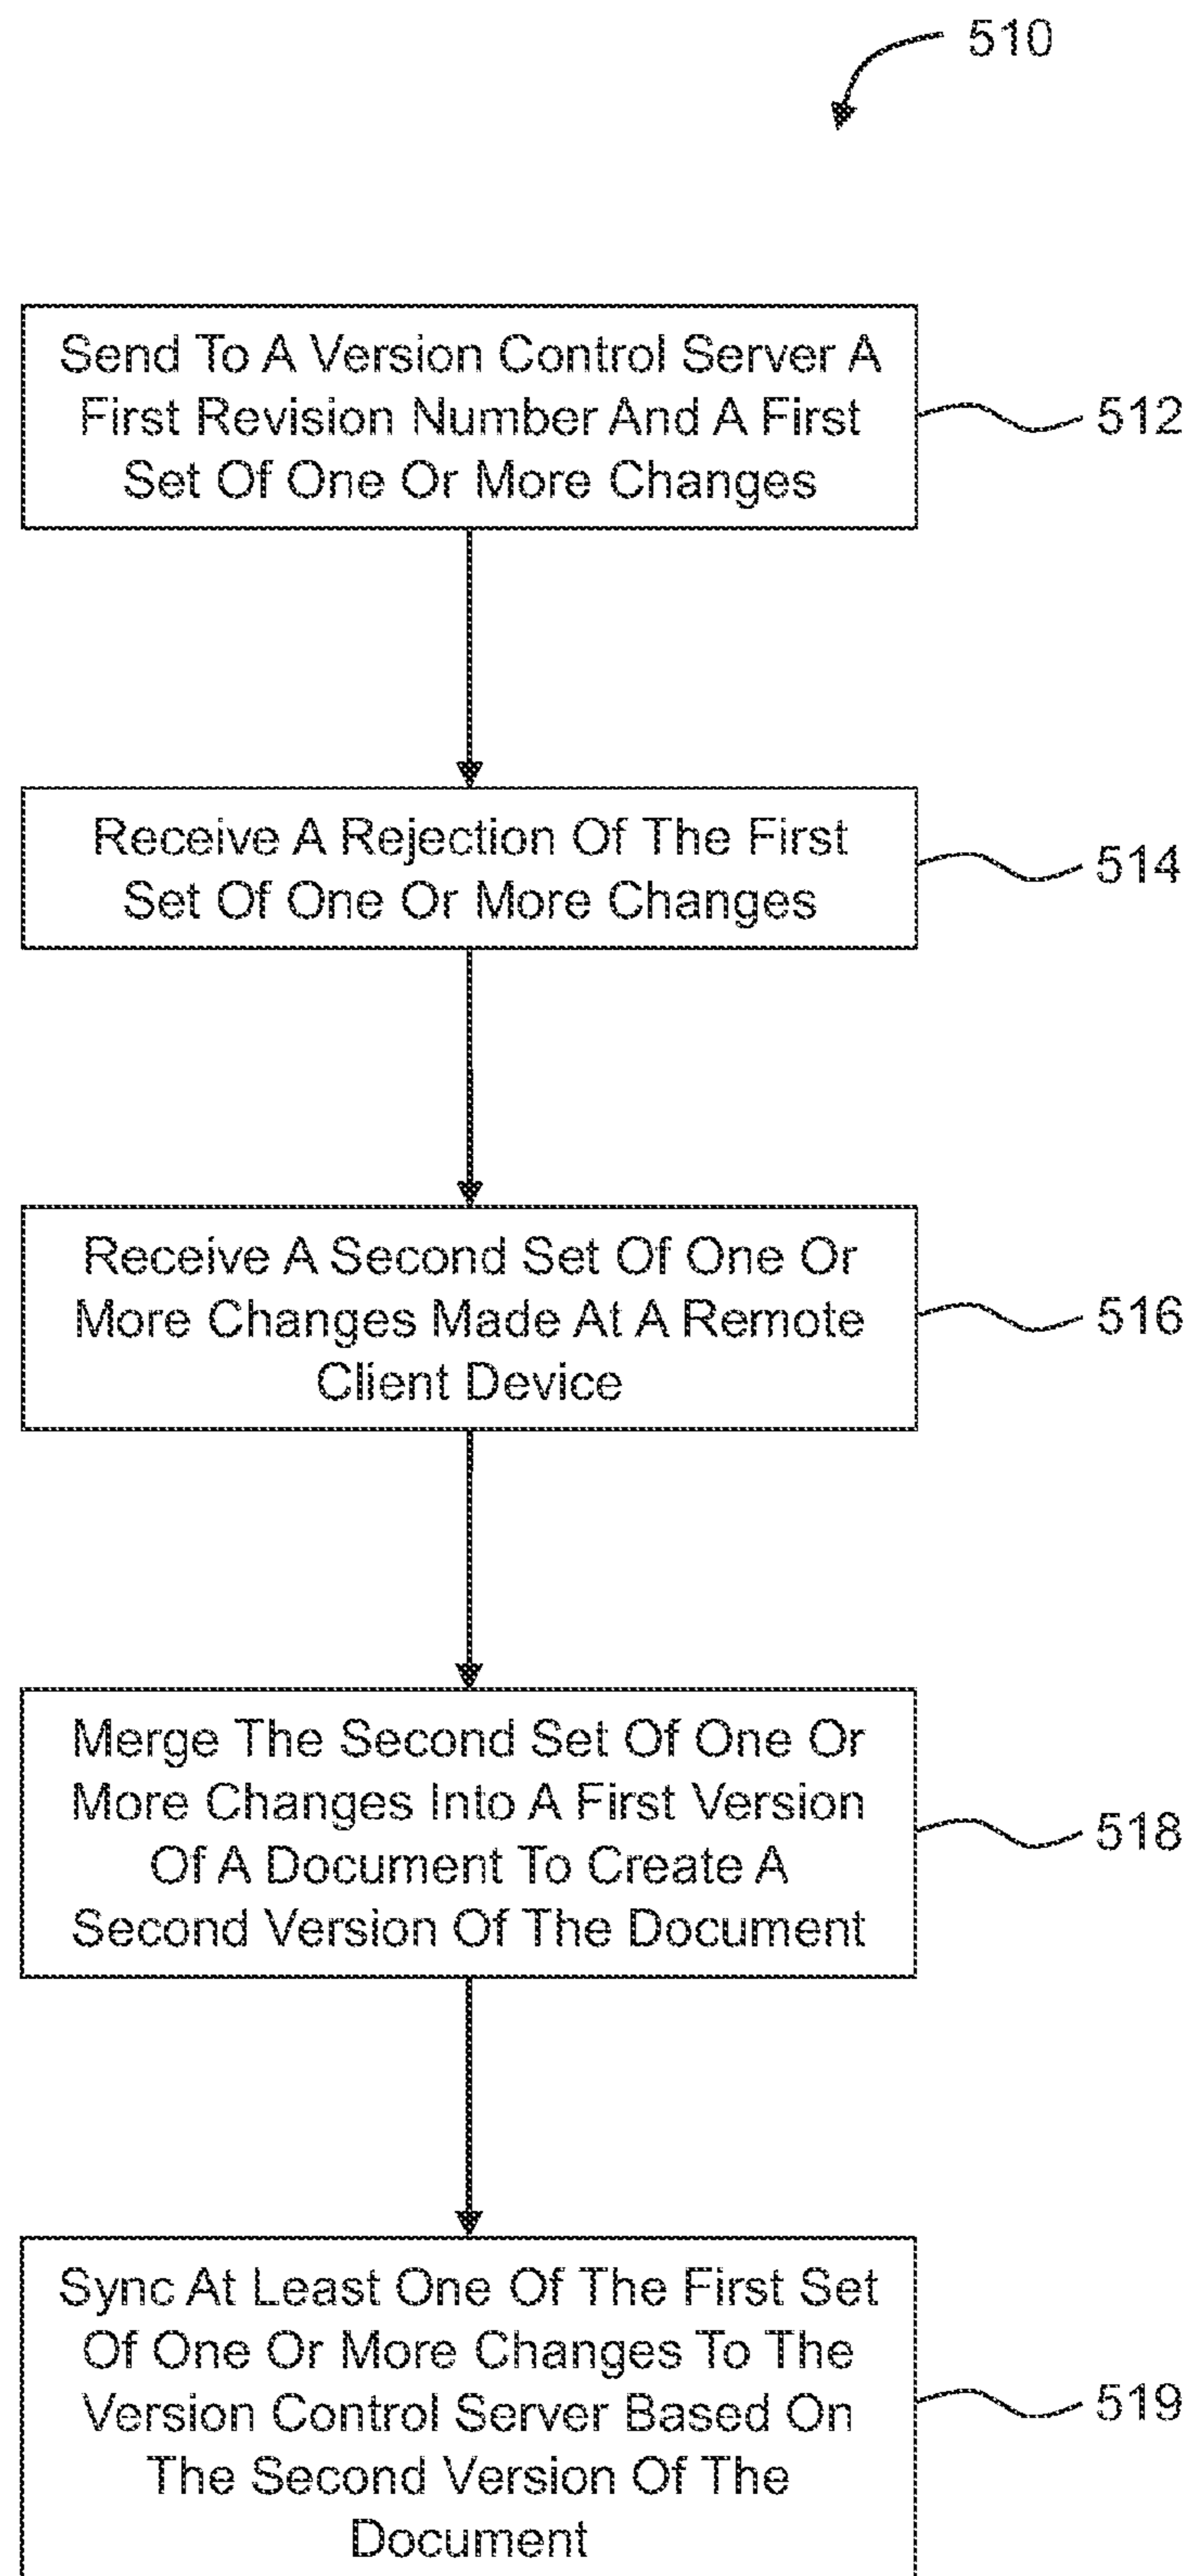 510
Send To A Version Control Server A
First Revision Number And A First
Set Of One Or More Changes
512
Receive A Rejection Of The First
Set Of One Or More Changes
514
Receive A Second Set Of One Or
More Changes Made At A Remote
Client Device
516
Merge The Second Set Of One Or
More Changes Into A First Version
Of A Document To Create A
Second Version Of The Document
518
Sync At Least One Of The First Set
Of One Or More Changes To The
Version Control Server Based On
The Second Version Of The
Document
519